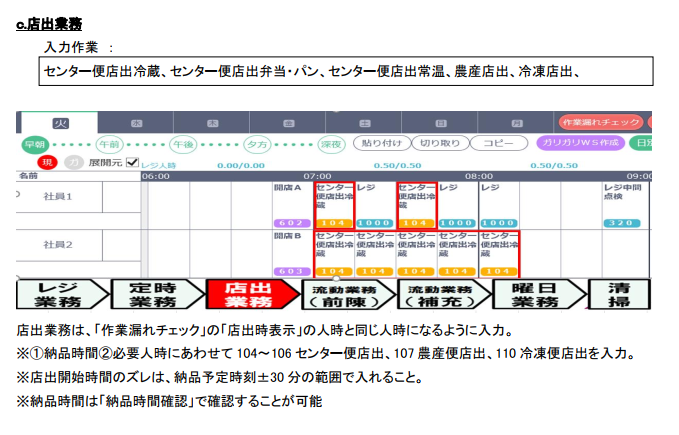 c.店出業務
入力作業 :
センター便店出冷蔵、センター便店出弁当・パン、センター便店出常温、農産店出、冷凍店出、
火 水 木 金 土 日 月 作業漏れチェック
早朝 午前 午後 夕方 深夜 貼り付け 切り取り コピー ガリガリWS作成 日別
現 ガ 展開元 レジ人時 0.00/0.00 0.50/0.50 0.50/0.50
名前 06:00 07:00 08:00 09:00
社員1 開店A センター便店出冷蔵 レジ センター便店出冷蔵 レジ レジ レジ中間点検
602 104 1000 104 1000 1000 320
社員2 開店B センター便店出冷蔵 センター便店出冷蔵 センター便店出冷蔵 センター便店出冷蔵 センター便店出冷蔵
603 104 104 104 104 104
レジ業務 定時業務 店出業務 流動業務(前陳) 流動業務(補充) 曜日業務 清掃
店出業務は、「作業漏れチェック」の「店出時表示」の人時と同じ人時になるように入力。
※①納品時間②必要人時にあわせて104～106センター便店出、107農産便店出、110冷凍便店出を入力。
※店出開始時間のズレは、納品予定時刻±30分の範囲で入れること。
※納品時間は「納品時間確認」で確認することが可能